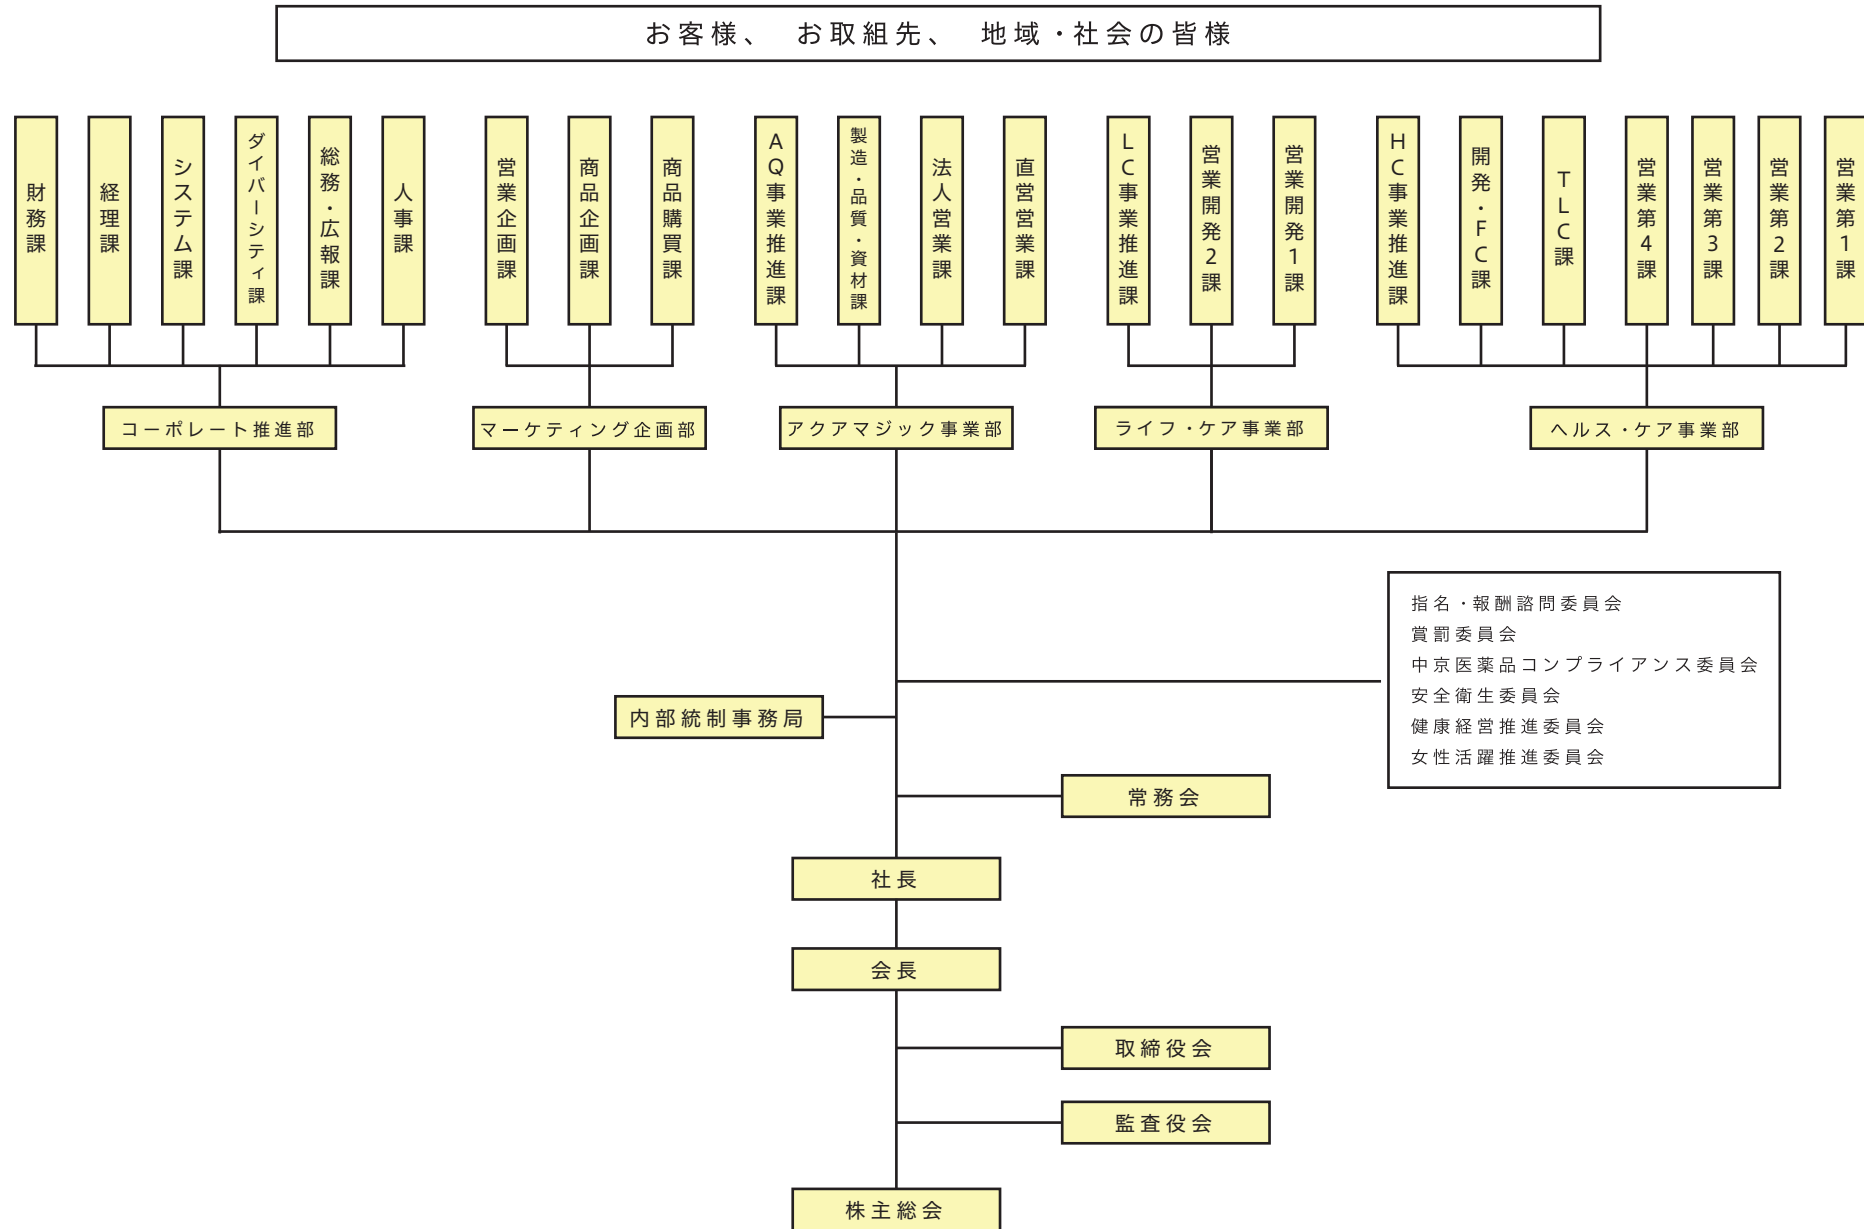 お客様、 お取組先、 地域・社会の皆様
財務課
経理課
システム課
ダイバーシティ課
総務・広報課
人事課
営業企画課
商品企画課
商品購買課
AQ事業推進課
製造・品質・資材課
法人営業課
直営営業課
LC事業推進課
営業開発2課
営業開発1課
HC事業推進課
開発・FC課
TLC課
営業第4課
営業第3課
営業第2課
営業第1課
コーポレート推進部
マーケティング企画部
アクアマジック事業部
ライフ・ケア事業部
ヘルス・ケア事業部
指名・報酬諮問委員会
賞罰委員会
中京医薬品コンプライアンス委員会
安全衛生委員会
健康経営推進委員会
女性活躍推進委員会
内部統制事務局
常務会
社長
会長
取締役会
監査役会
株主総会